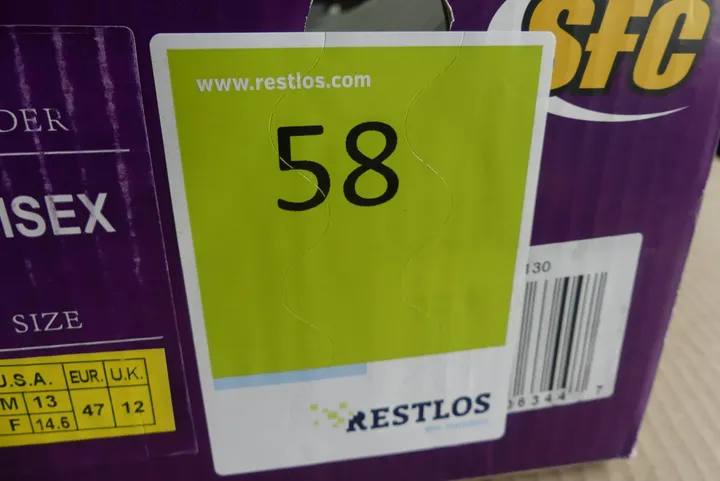 SFC
www.restlos.com
58
DER
ISEX
SIZE
U.S.A. EUR. U.K.
M 13 47 12
F 14.5
130
RESTLOS